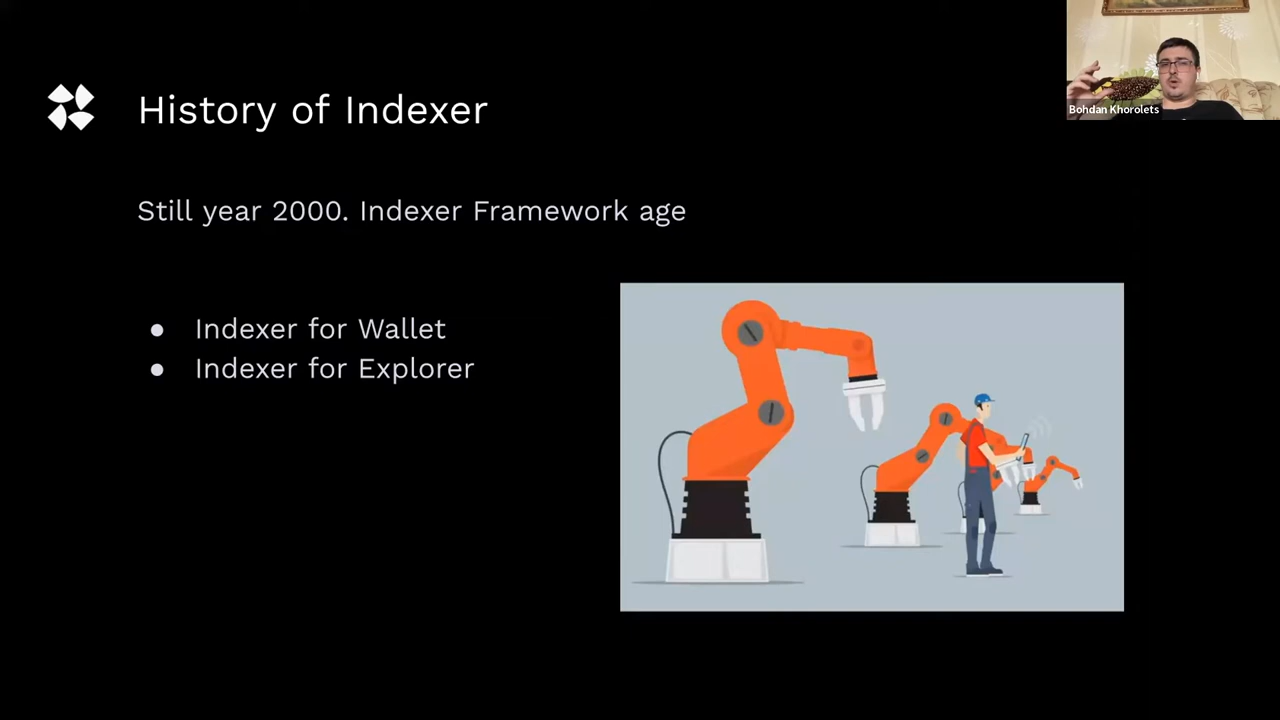 History of Indexer
Bohdan Khorolets
Still year 2000. Indexer Framework age
● Indexer for Wallet
● Indexer for Explorer